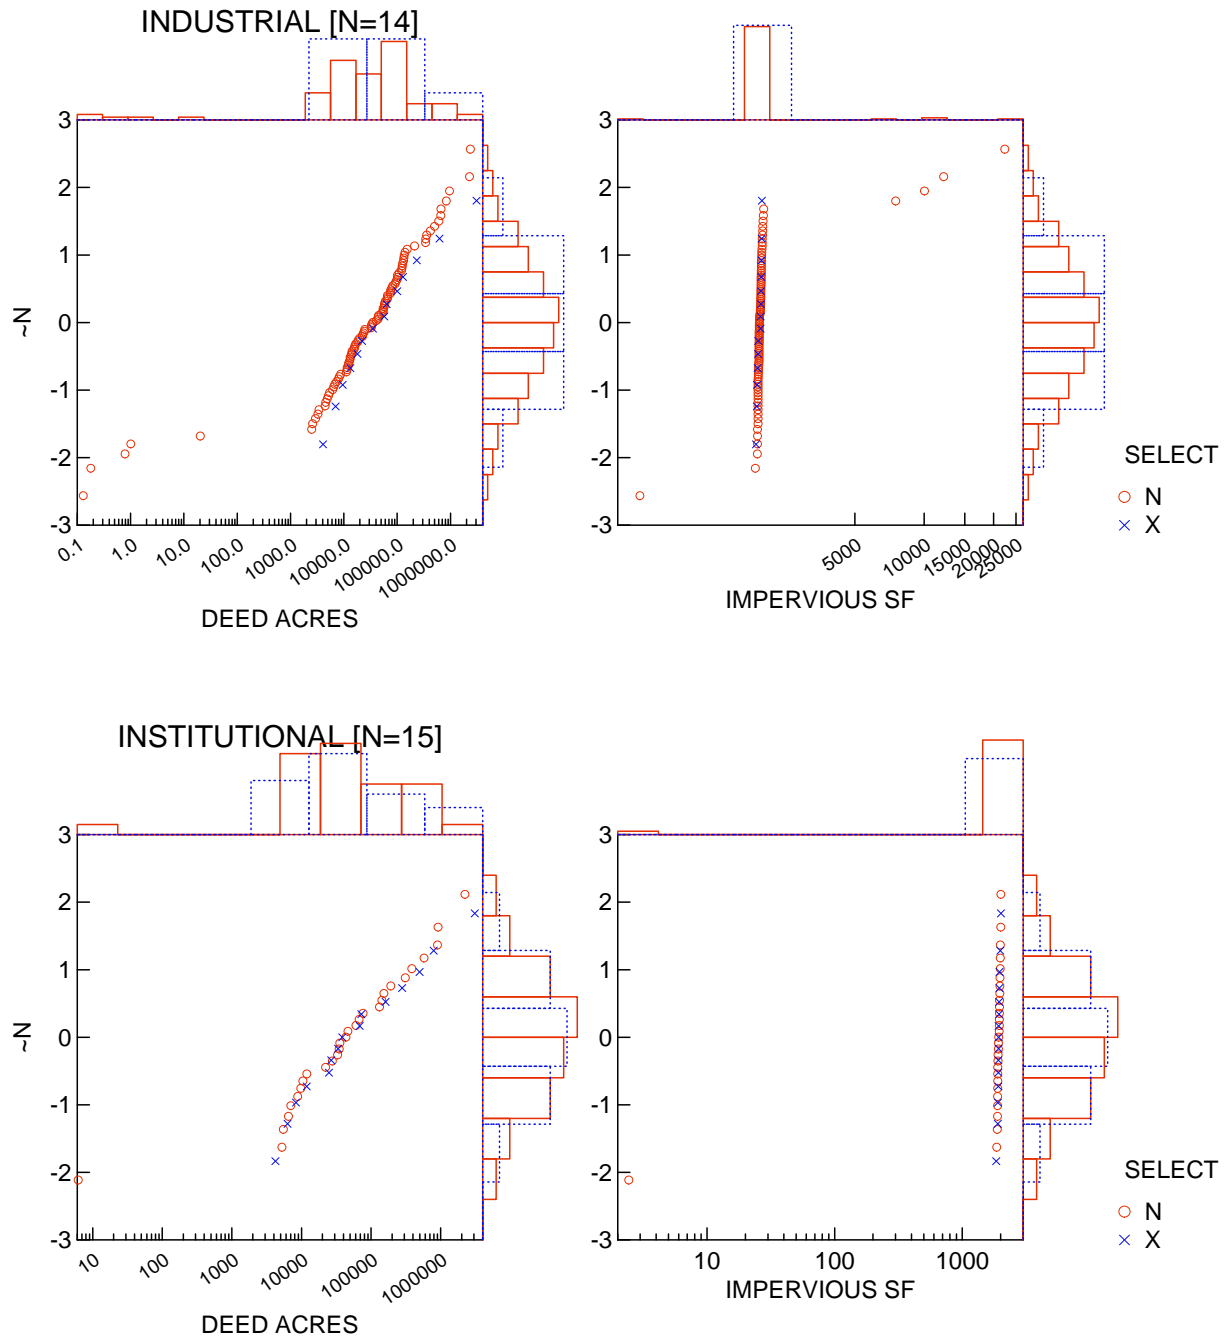 INDUSTRIAL [N=14]
3
2
1
0
-1
-2
-3
~N
0.1 1.0 10.0 100.0 1000.0 10000.0 100000.0 1000000.0
DEED ACRES
3
2
1
0
-1
-2
-3
5000 10000 15000 20000 25000
IMPERVIOUS SF
SELECT
N
X
INSTITUTIONAL [N=15]
3
2
1
0
-1
-2
-3
~N
10 100 1000 10000 100000 1000000
DEED ACRES
3
2
1
0
-1
-2
-3
10 100 1000
IMPERVIOUS SF
SELECT
N
X